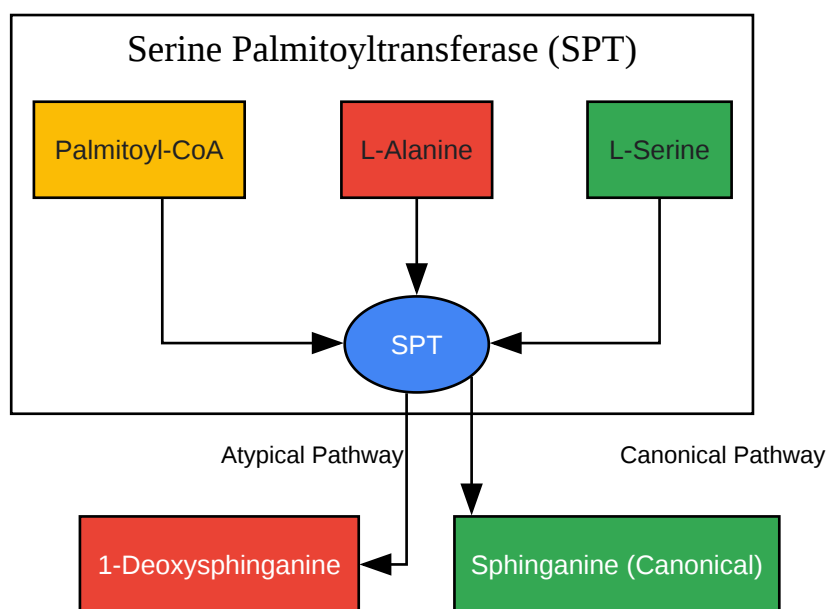 Serine Palmitoyltransferase (SPT)
Palmitoyl-CoA
L-Alanine
L-Serine
SPT
Atypical Pathway
Canonical Pathway
1-Deoxysphinganine
Sphinganine (Canonical)